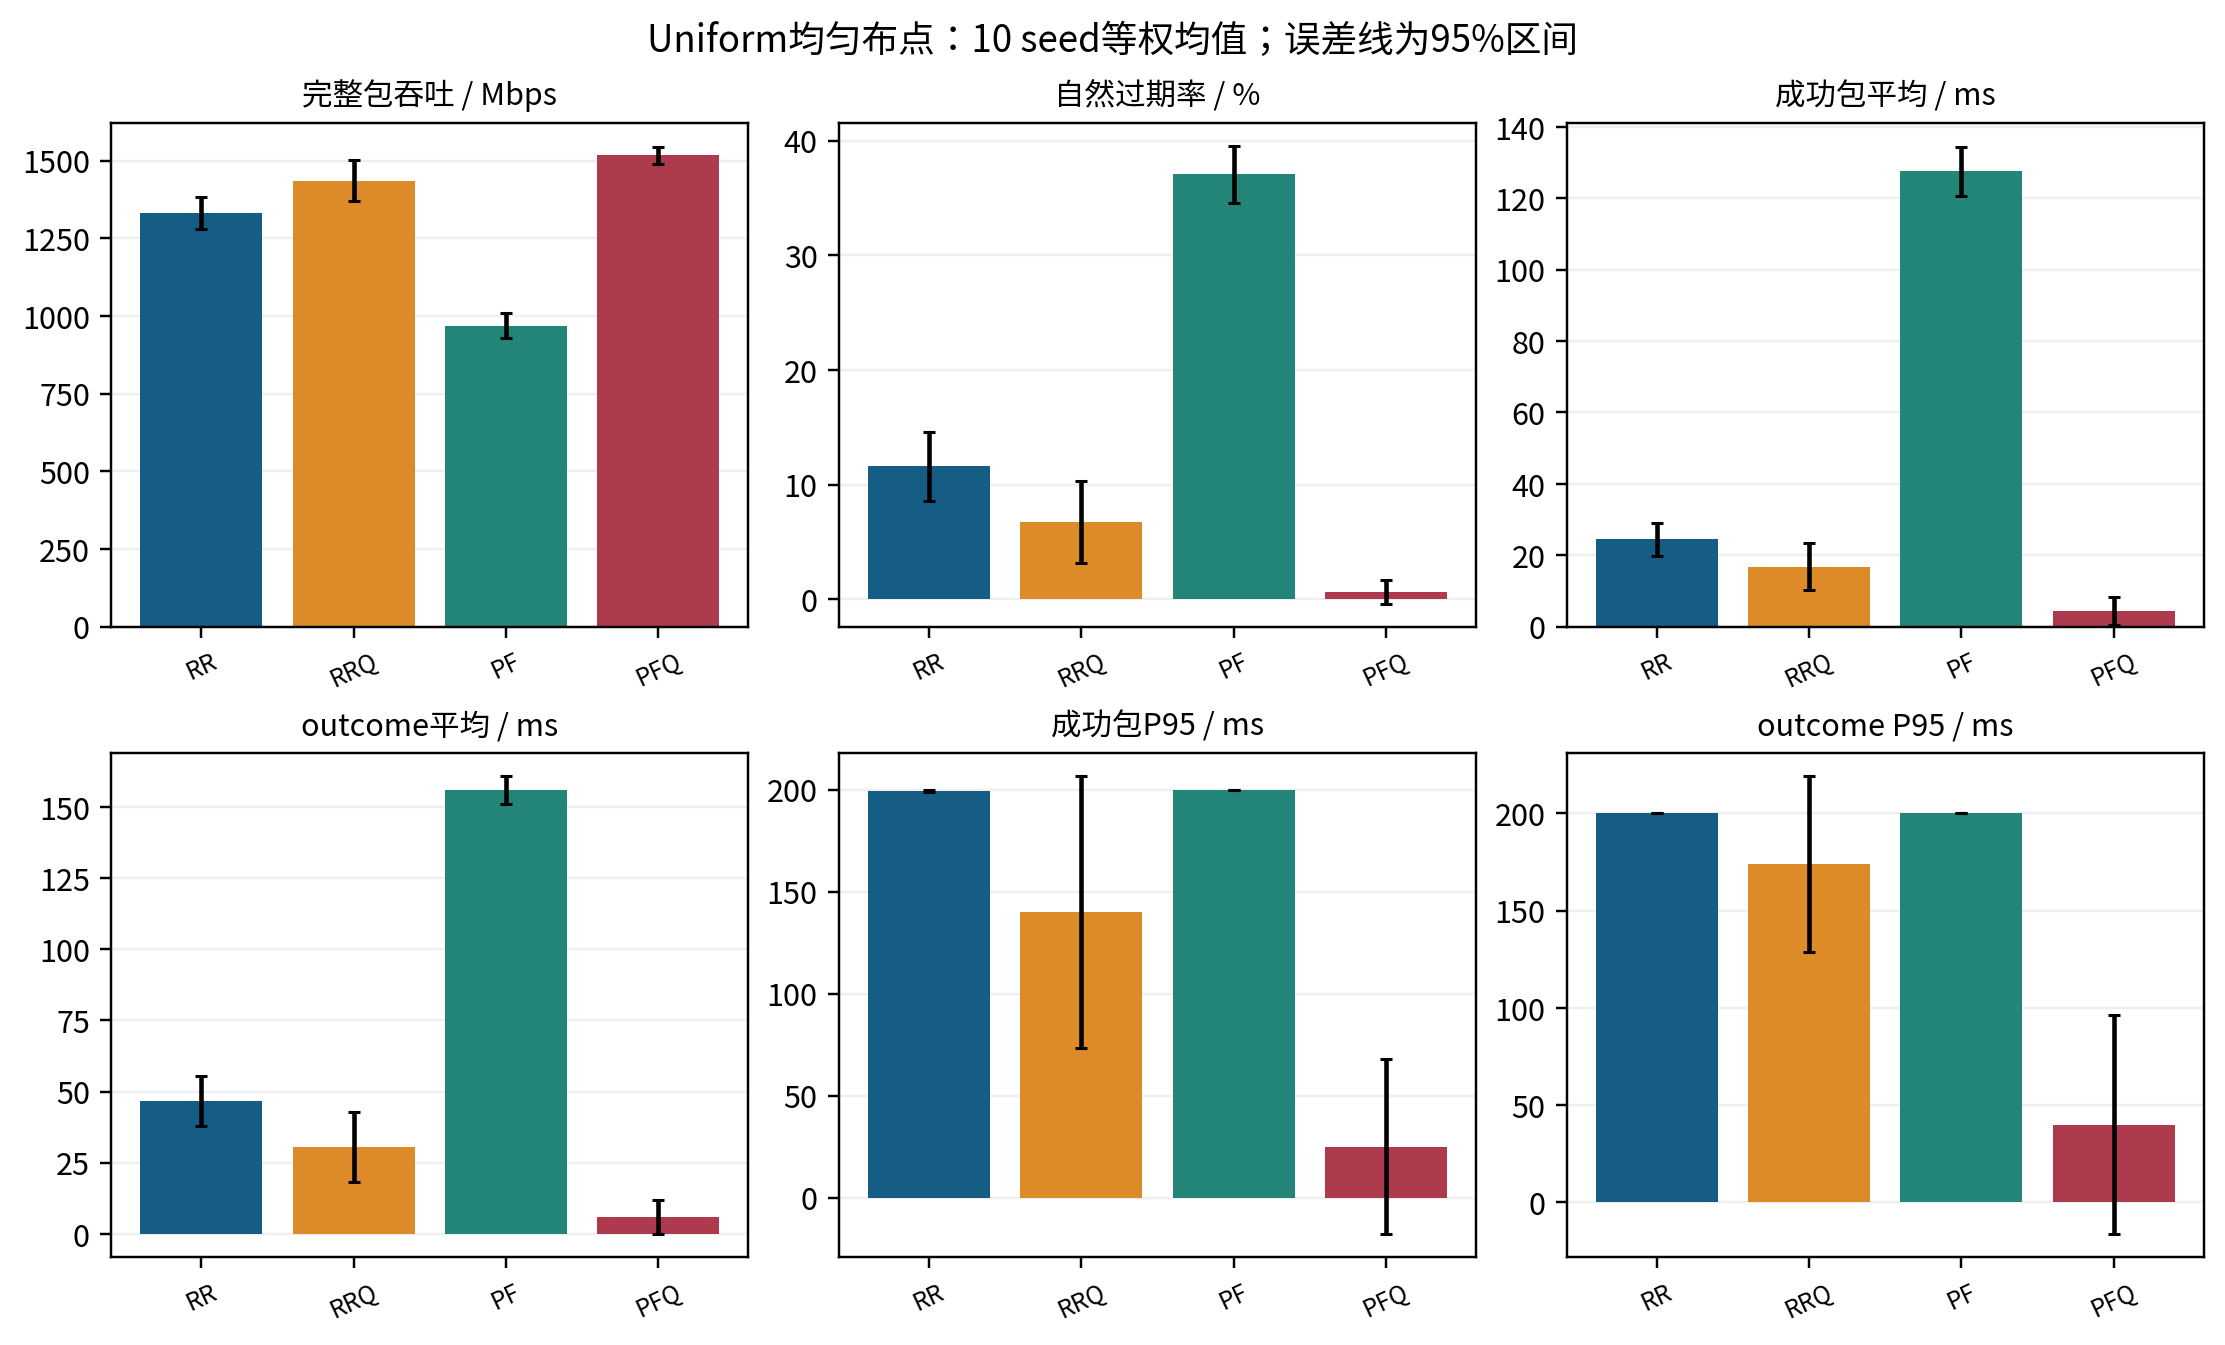 Uniform均匀布点：10 seed等权均值；误差线为95%区间
完整包吞吐 / Mbps
1500
1250
1000
750
500
250
0
RR RRQ PF PFQ
自然过期率 / %
40
30
20
10
0
RR RRQ PF PFQ
成功包平均 / ms
140
120
100
80
60
40
20
0
RR RRQ PF PFQ
outcome平均 / ms
150
125
100
75
50
25
0
RR RRQ PF PFQ
成功包P95 / ms
200
150
100
50
0
RR RRQ PF PFQ
outcome P95 / ms
200
150
100
50
0
RR RRQ PF PFQ